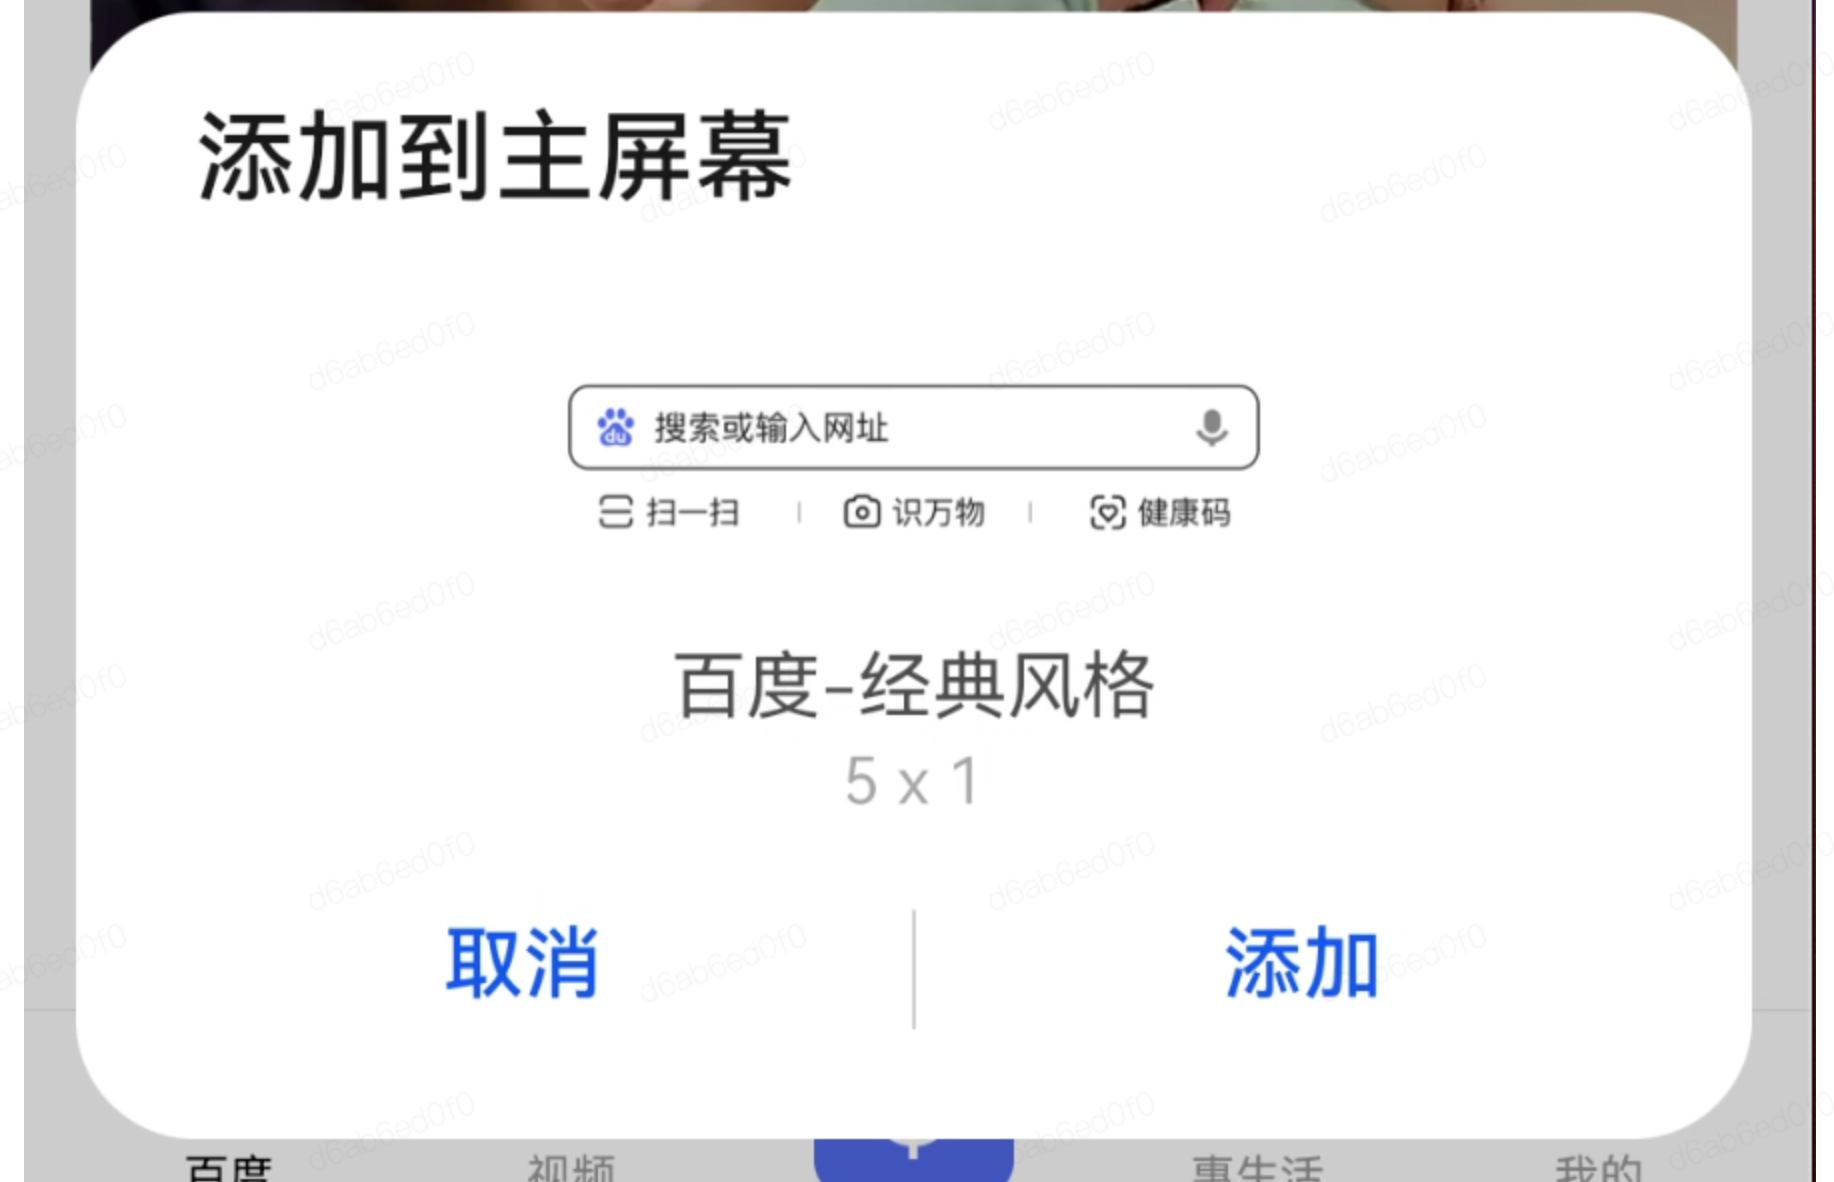 添加到主屏幕
du 搜索或输入网址
扫一扫 识万物 健康码
百度-经典风格
5 x 1
取消 添加
百度 视频 惠生活 我的
d6ab6ed0f0